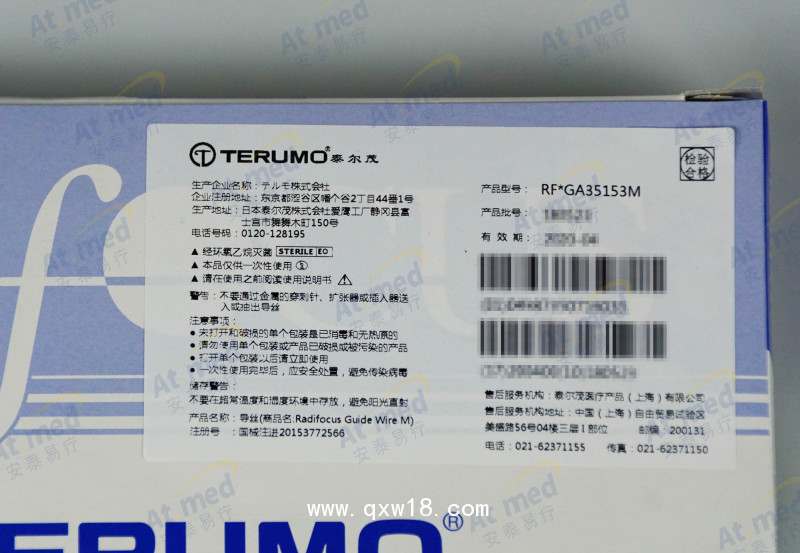 At med
安泰易行
TERUMO® 泰尔茂
检验
合格
生产企业名称：テルモ株式会社
企业注册地址：东京都涩谷区幡个谷2丁目44番1号
生产地址：日本泰尔茂株式会社爱鹰工厂静冈县富
士宫市舞舞木町150号
电话号码：0120-128195
▲ 经环氧乙烷灭菌 STERILE EO
▲ 本品仅供一次性使用
▲ 请在使用之前阅读使用说明书
警告：不要通过金属的穿刺针、扩张器或插入器送
入或抽出导丝
注意事项：
● 未打开和破损的单个包装是已消毒和无热原的
● 请勿使用单个包装或产品已破损或被污染的产品
● 打开单个包装以后请立即使用
● 一次性使用完毕后，应安全处置，避免传染病毒
储存警告：
不要在超常温度和湿度环境中存放，避免阳光直射
产品名称：导丝(商品名:Radifocus Guide Wire M)
注册号：国械注进20153772566
产品型号：RF*GA35153M
产品批号：
有 效 期：
售后服务机构：泰尔茂医疗产品（上海）有限公司
售后服务机构地址：中国（上海）自由贸易试验区
美盛路56号04楼三层I部位 邮编：200131
电话：021-62371155 传真：021-62371150
www.qxw18.com
TERUMO®